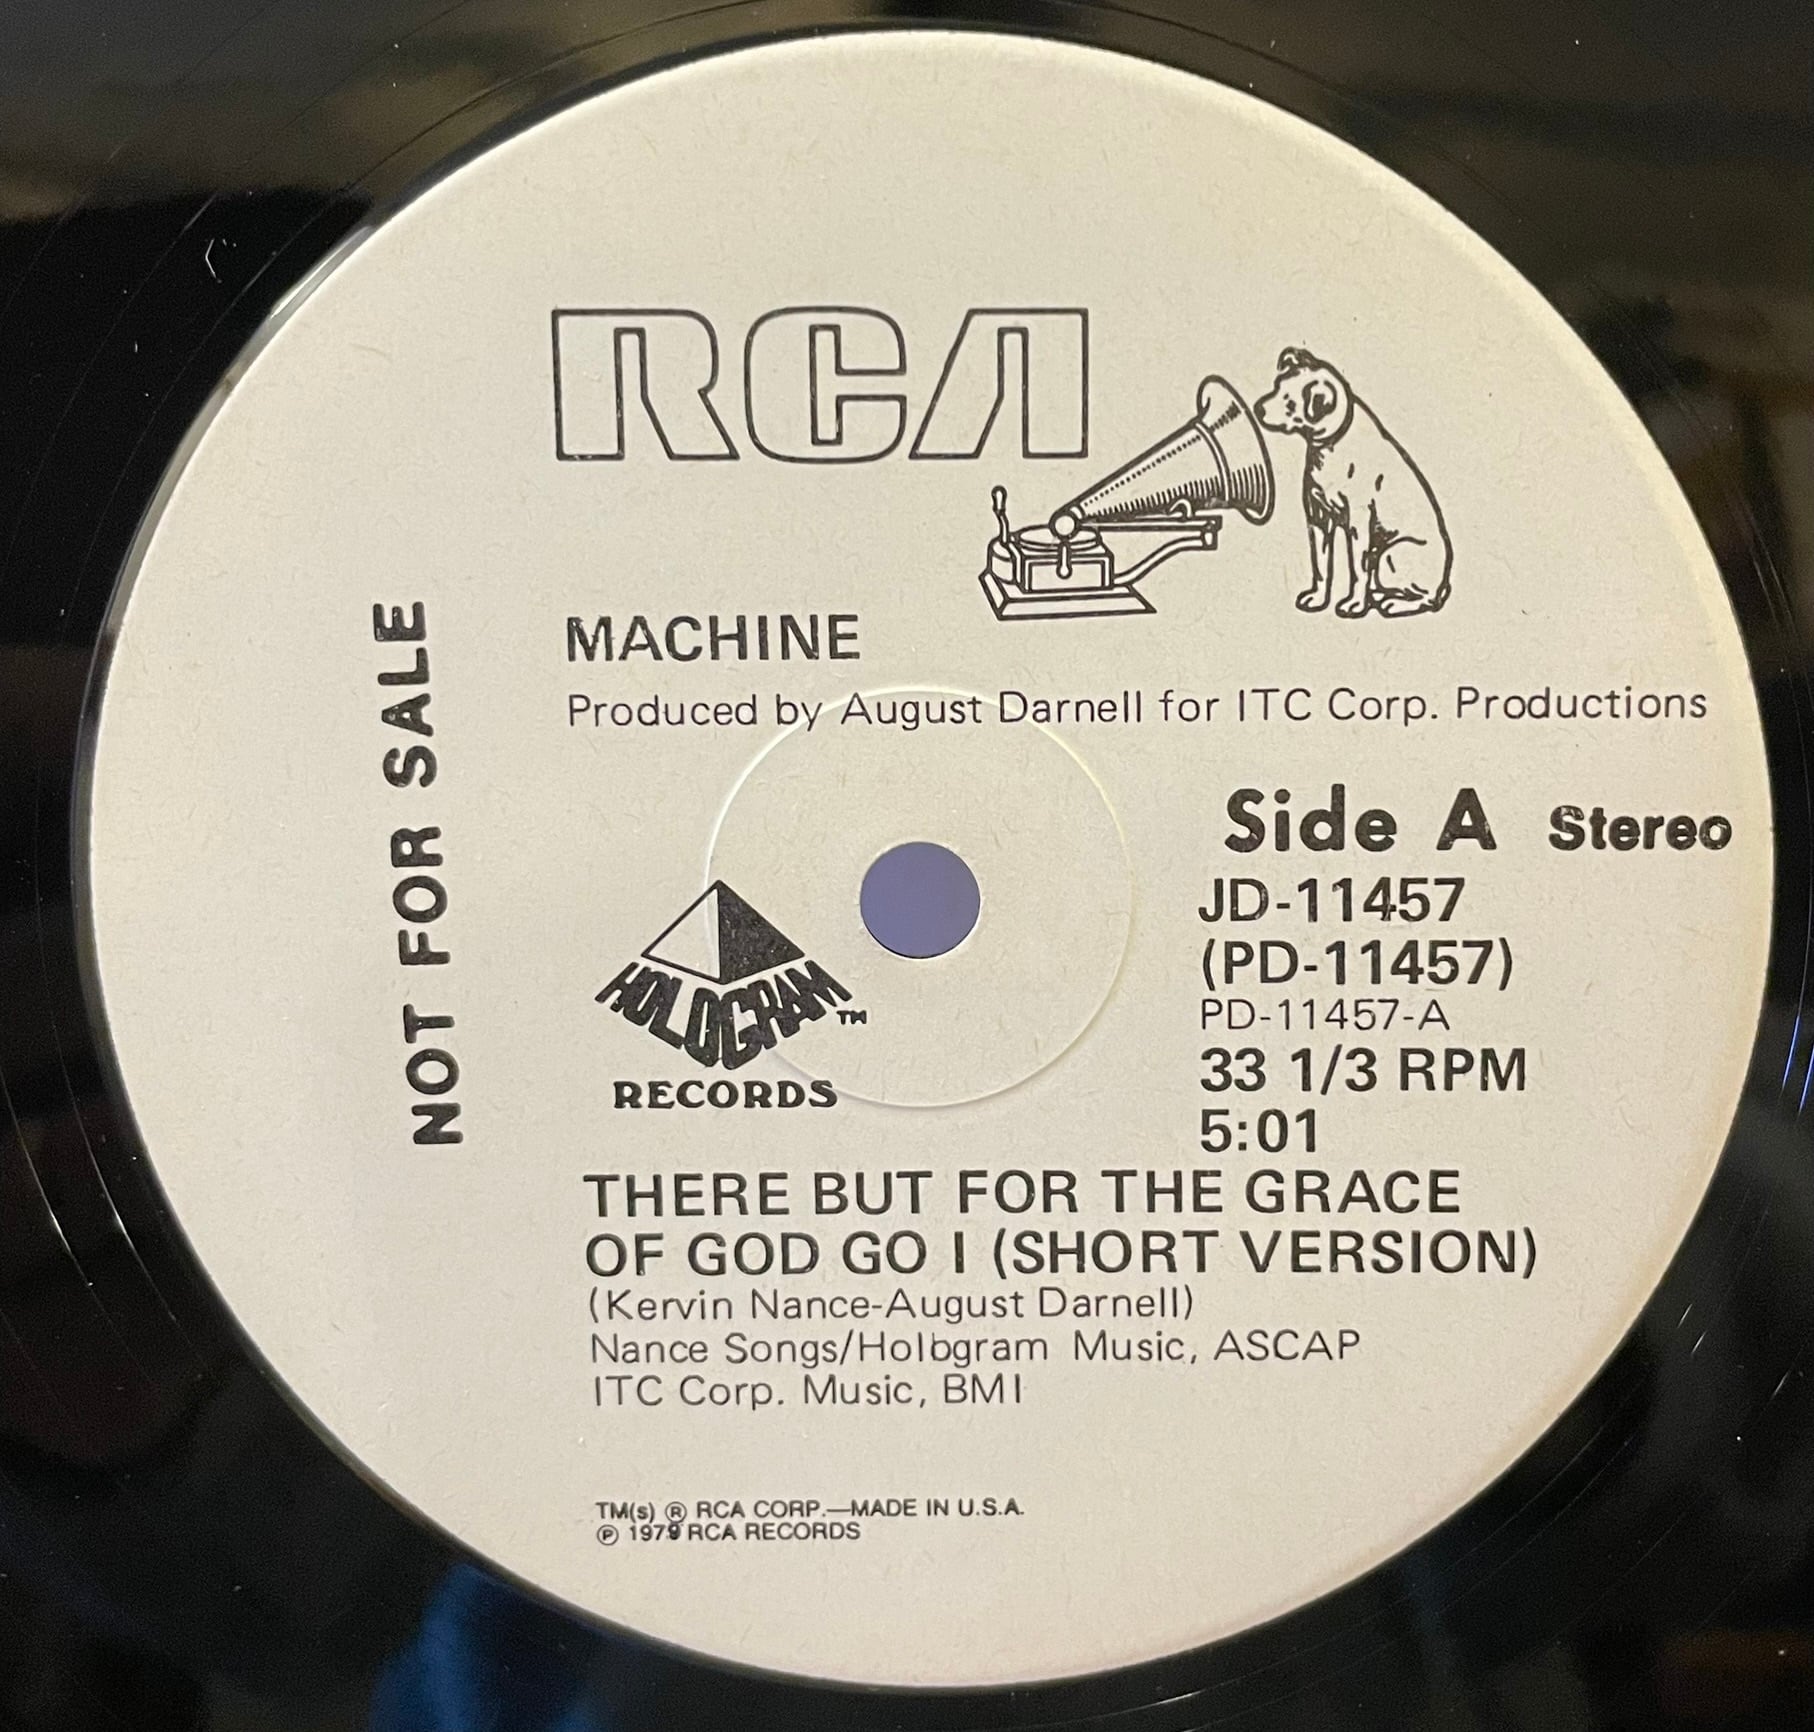 RCA
MACHINE
Produced by August Darnell for ITC Corp. Productions
NOT FOR SALE
Side A Stereo
JD-11457
(PD-11457)
PD-11457-A
33 1/3 RPM
5:01
HOLOGRAM™
RECORDS
THERE BUT FOR THE GRACE
OF GOD GO I (SHORT VERSION)
(Kervin Nance-August Darnell)
Nance Songs/Holbgram Music, ASCAP
ITC Corp. Music, BMI
TM(s) ® RCA CORP.—MADE IN U.S.A.
℗ 1979 RCA RECORDS